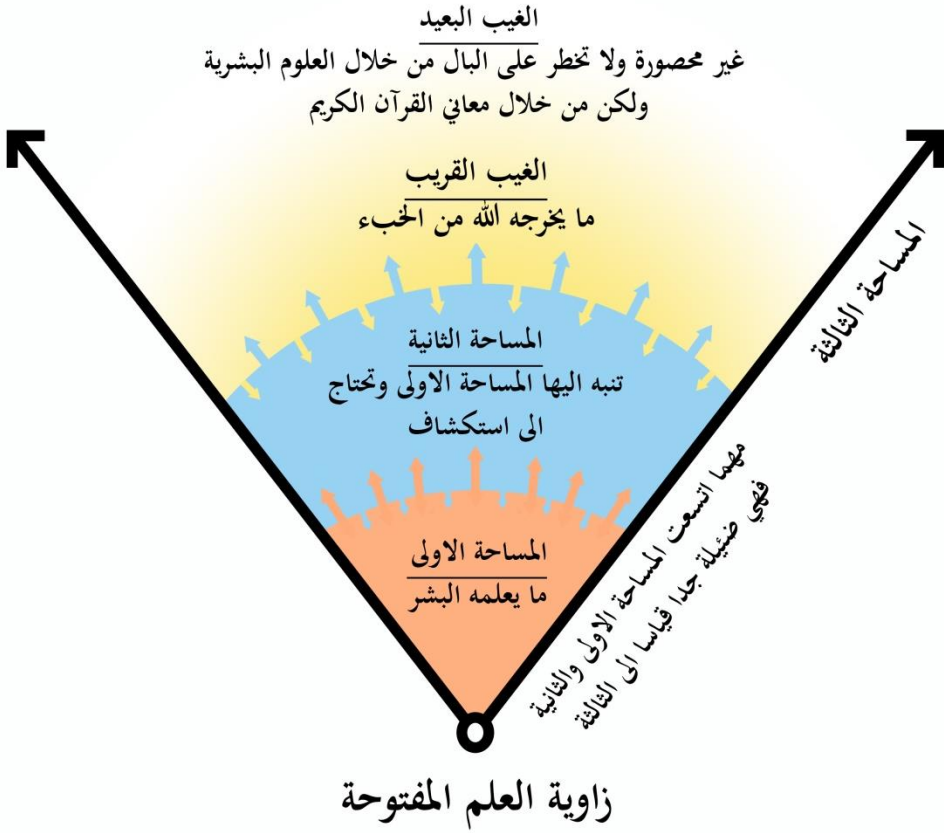 الغيب البعيد
غير محصورة ولا تخطر على البال من خلال العلوم البشرية
ولكن من خلال معاني القرآن الكريم
الغيب القريب
ما يخرجه الله من الخبء
المساحة الثالثة
المساحة الثانية
تنبه اليها المساحة الاولى وتحتاج
الى استكشاف
مهما اتسعت المساحة الاولى والثانية
فهي ضئيلة جدا قياسا الى الثالثة
المساحة الاولى
ما يعلمه البشر
زاوية العلم المفتوحة